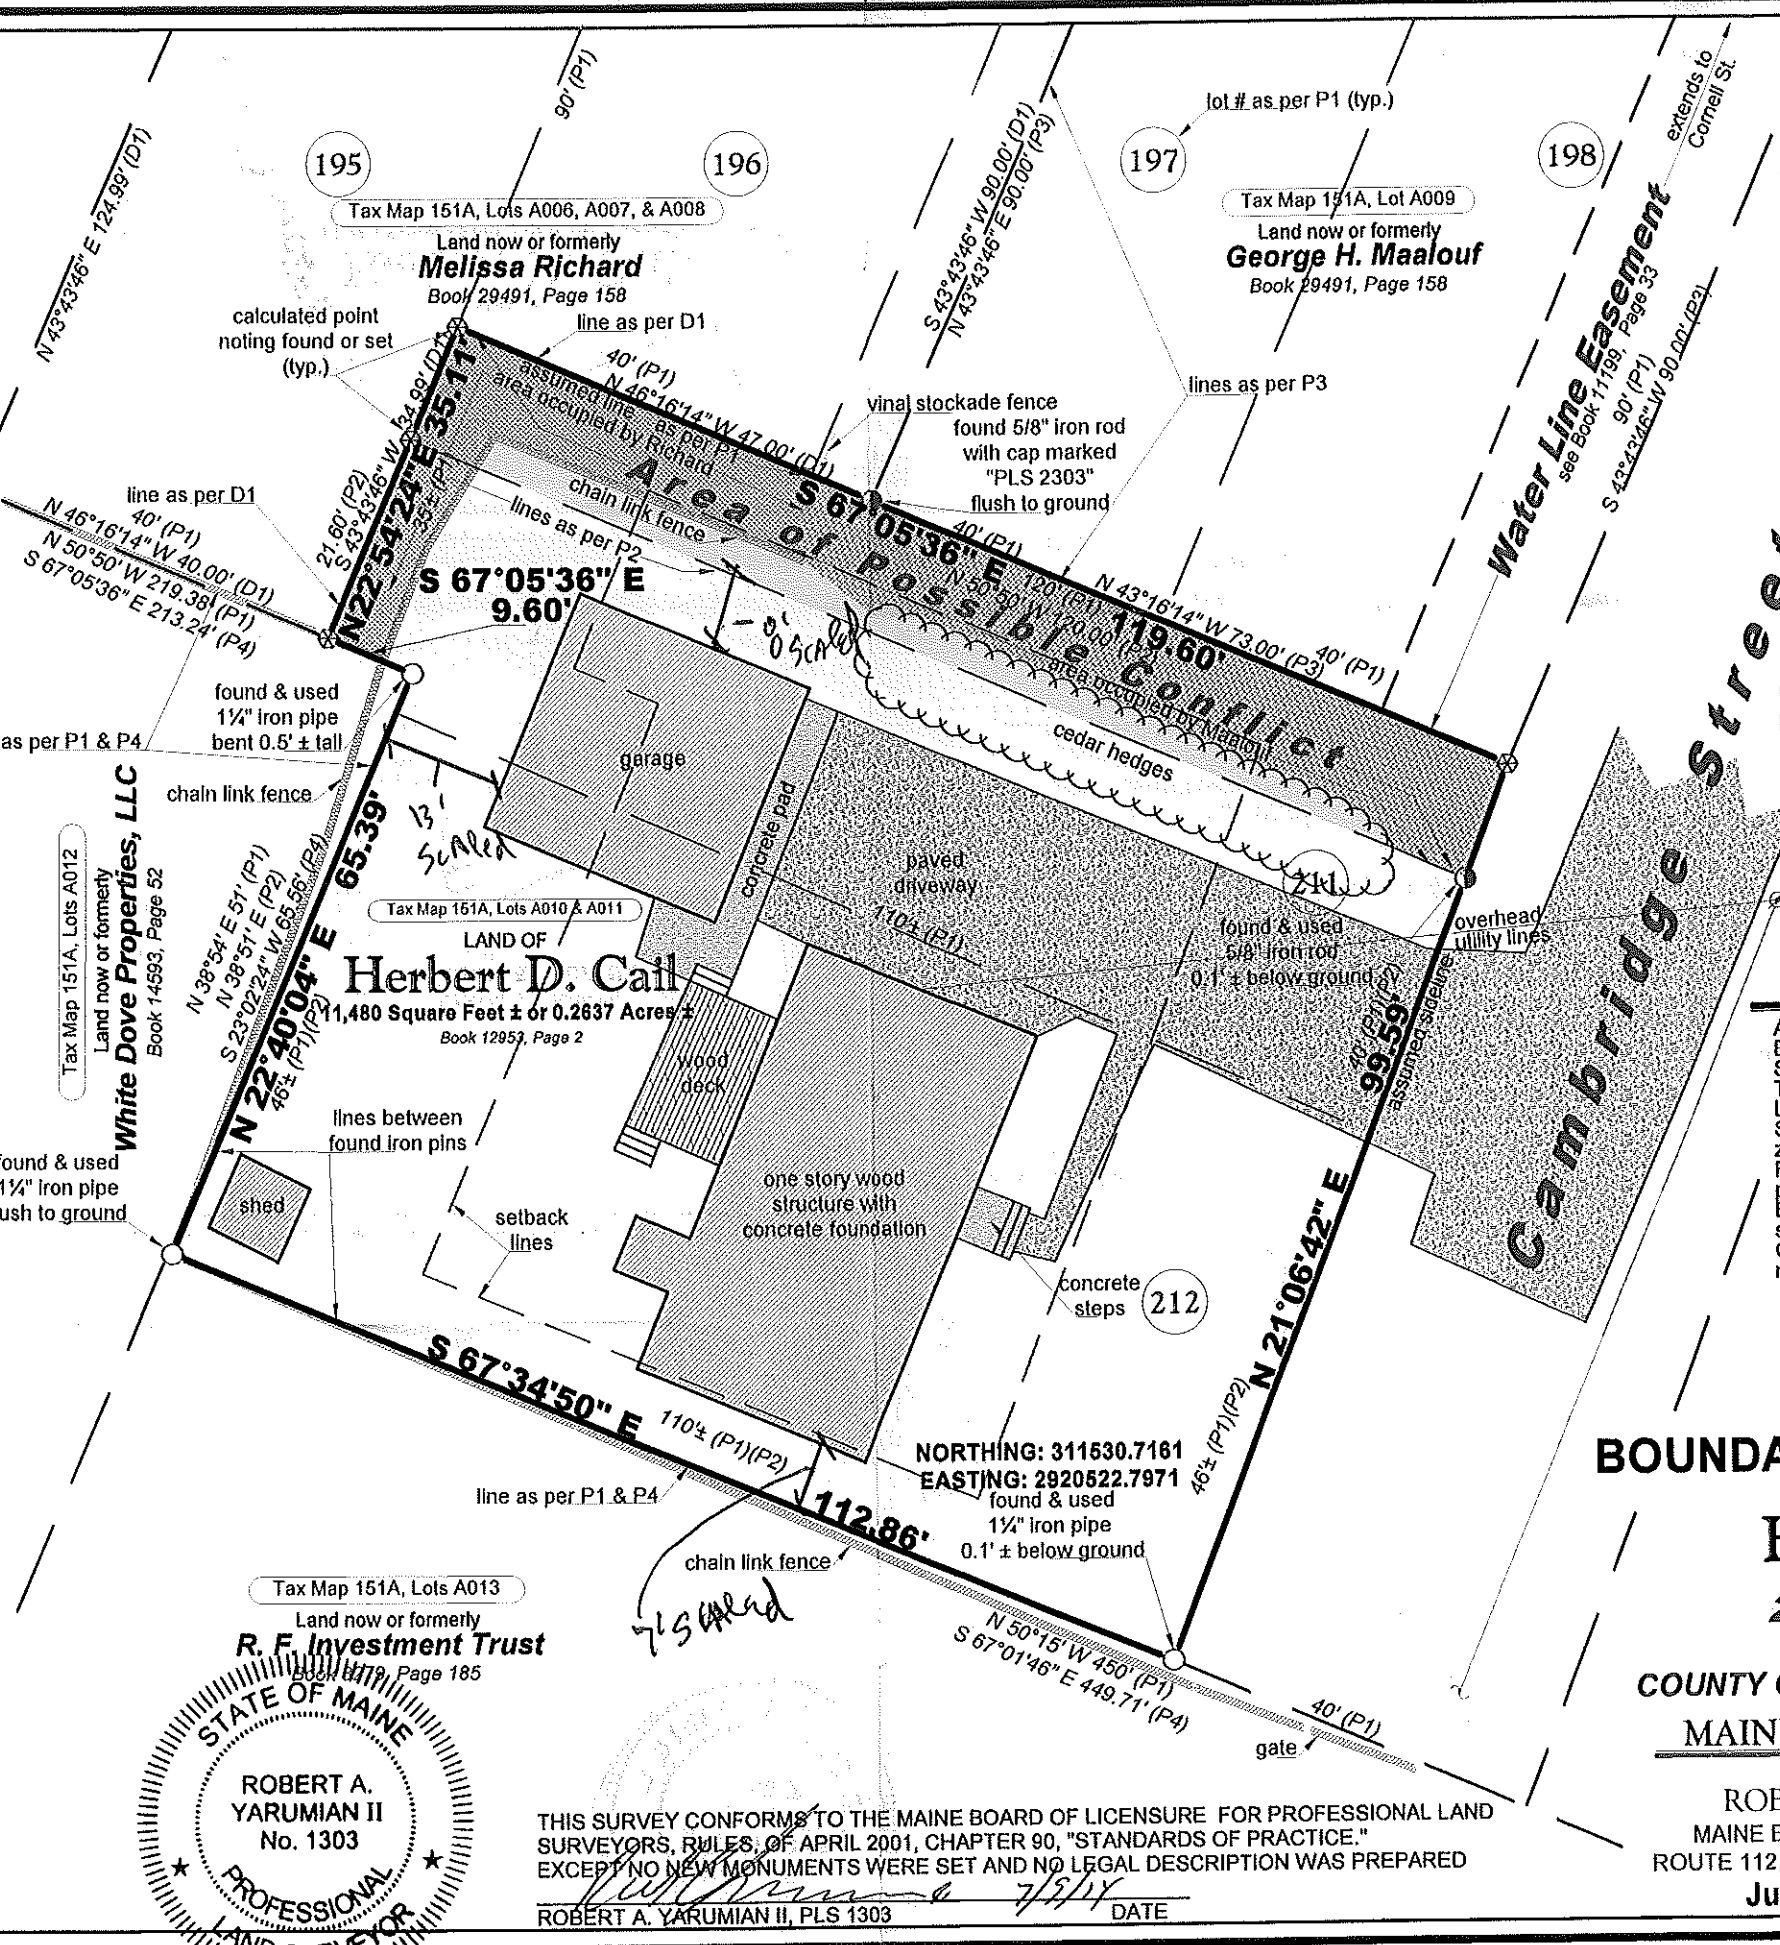 N 43°43'46" E 124.99' (D1)
90' (P1)
195
196
197
198
lot # as per P1 (typ.)
extends to
Cornell St.
Tax Map 151A, Lots A006, A007, & A008
Land now or formerly
Melissa Richard
Book 29491, Page 158
S 43°43'46" W 90.00' (D1)
N 43°43'46" E 90.00' (P3)
Tax Map 151A, Lot A009
Land now or formerly
George H. Maalouf
Book 29491, Page 158
Water Line Easement
see Book 11199, Page 33
90' (P1)
S 43°43'46" W 90.00' (P3)
calculated point
noting found or set
(typ.)
line as per D1
40' (P1)
N 46°16'14" W 47.00' (D1)
assumed line as per P1
area occupied by Richard
lines as per P3
vinal stockade fence
found 5/8" iron rod
with cap marked
"PLS 2303"
flush to ground
line as per D1
40' (P1)
N 46°16'14" W 40.00' (D1)
N 50°50' W 219.38' (P1)
S 67°05'36" E 213.24' (P4)
21.60' (P2)
S 43°43'46" W 34.99' (D1)
N22°54'24"E 35.11'
35'± (P1)
chain link fence
lines as per P2
Area of Possible Conflict
S 67°05'36" E
119.60'
40' (P1)
N 50°50' W 120.00' (P2)
120' (P1)
N 43°16'14" W 73.00' (P3)
40' (P1)
area occupied by Maalouf
S 67°05'36" E
9.60'
8' SCALED
cedar hedges
found & used
1¼" iron pipe
bent 0.5' ± tall
as per P1 & P4
chain link fence
garage
13'
SCALED
concrete pad
paved
driveway
110'± (P1)
211
Cambridge Street
overhead
utility lines
found & used
5/8" iron rod
0.1' ± below ground
Tax Map 151A, Lots A012
Land now or formerly
White Dove Properties, LLC
Book 14593, Page 52
N 38°54' E 51' (P1)
N 38°51' E (P2)
S 23°02'24" W 65.56' (P4)
N 22°40'04" E 65.39'
46'± (P1)(P2)
Tax Map 151A, Lots A010 & A011
LAND OF
Herbert D. Cail
11,480 Square Feet ± or 0.2637 Acres ±
Book 12953, Page 2
wood
deck
40' (P1)(P2)
assumed sideline
N 21°06'42" E 99.59'
46'± (P1)(P2)
lines between
found iron pins
found & used
1¼" iron pipe
ush to ground
shed
setback
lines
one story wood
structure with
concrete foundation
concrete
steps
212
S 67°34'50" E
112.86'
110'± (P1)(P2)
NORTHING: 311530.7161
EASTING: 2920522.7971
found & used
1¼" iron pipe
0.1' ± below ground
line as per P1 & P4
chain link fence
7' SCALED
BOUNDA
Tax Map 151A, Lots A013
Land now or formerly
R. F. Investment Trust
Page 185
N 50°15' W 450' (P1)
S 67°01'46" E 449.71' (P4)
40' (P1)
gate
COUNTY
MAIN
ROB
MAINE
ROUTE 112
Ju
STATE OF MAINE
ROBERT A.
YARUMIAN II
No. 1303
PROFESSIONAL
LAND SURVEYOR
THIS SURVEY CONFORMS TO THE MAINE BOARD OF LICENSURE FOR PROFESSIONAL LAND
SURVEYORS, RULES, OF APRIL 2001, CHAPTER 90, "STANDARDS OF PRACTICE."
EXCEPT NO NEW MONUMENTS WERE SET AND NO LEGAL DESCRIPTION WAS PREPARED
7/9/14
ROBERT A. YARUMIAN II, PLS 1303 DATE